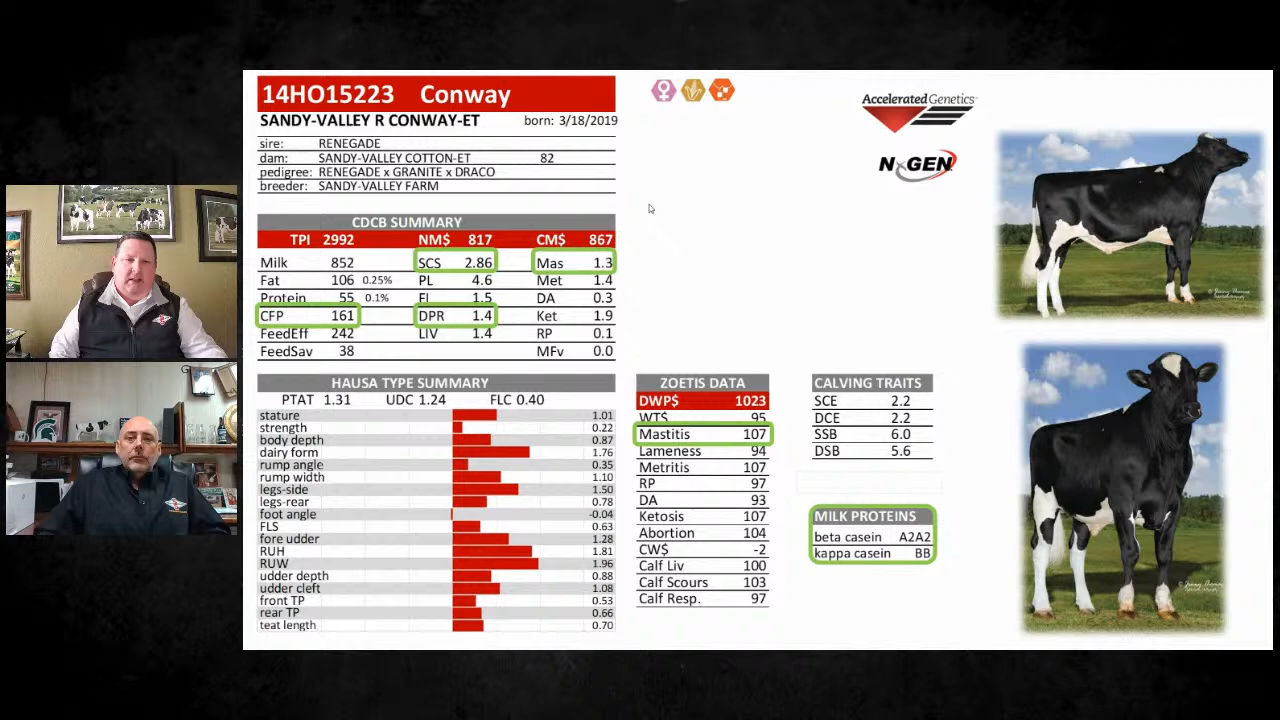 14HO15223 Conway
SANDY-VALLEY R CONWAY-ET born: 3/18/2019
sire: RENEGADE
dam: SANDY-VALLEY COTTON-ET 82
pedigree: RENEGADE x GRANITE x DRACO
breeder: SANDY-VALLEY FARM
CDCB SUMMARY
TPI 2992 NM$ 817 CM$ 867
Milk 852 SCS 2.86 Mas 1.3
Fat 106 0.25% PL 4.6 Met 1.4
Protein 55 0.1% FI 1.5 DA 0.3
CFP 161 DPR 1.4 Ket 1.9
FeedEff 242 LIV 1.4 RP 0.1
FeedSav 38 MFv 0.0
HAUSA TYPE SUMMARY
PTAT 1.31 UDC 1.24 FLC 0.40
stature 1.01
strength 0.22
body depth 0.87
dairy form 1.76
rump angle 0.35
rump width 1.10
legs-side 1.50
legs-rear 0.78
foot angle -0.04
FLS 0.63
fore udder 1.28
RUH 1.81
RUW 1.96
udder depth 0.88
udder cleft 1.08
front TP 0.53
rear TP 0.66
teat length 0.70
ZOETIS DATA
DWP$ 1023
WT$ 95
Mastitis 107
Lameness 94
Metritis 107
RP 97
DA 93
Ketosis 107
Abortion 104
CW$ -2
Calf Liv 100
Calf Scours 103
Calf Resp. 97
CALVING TRAITS
SCE 2.2
DCE 2.2
SSB 6.0
DSB 5.6
MILK PROTEINS
beta casein A2A2
kappa casein BB
Accelerated Genetics
NxGEN